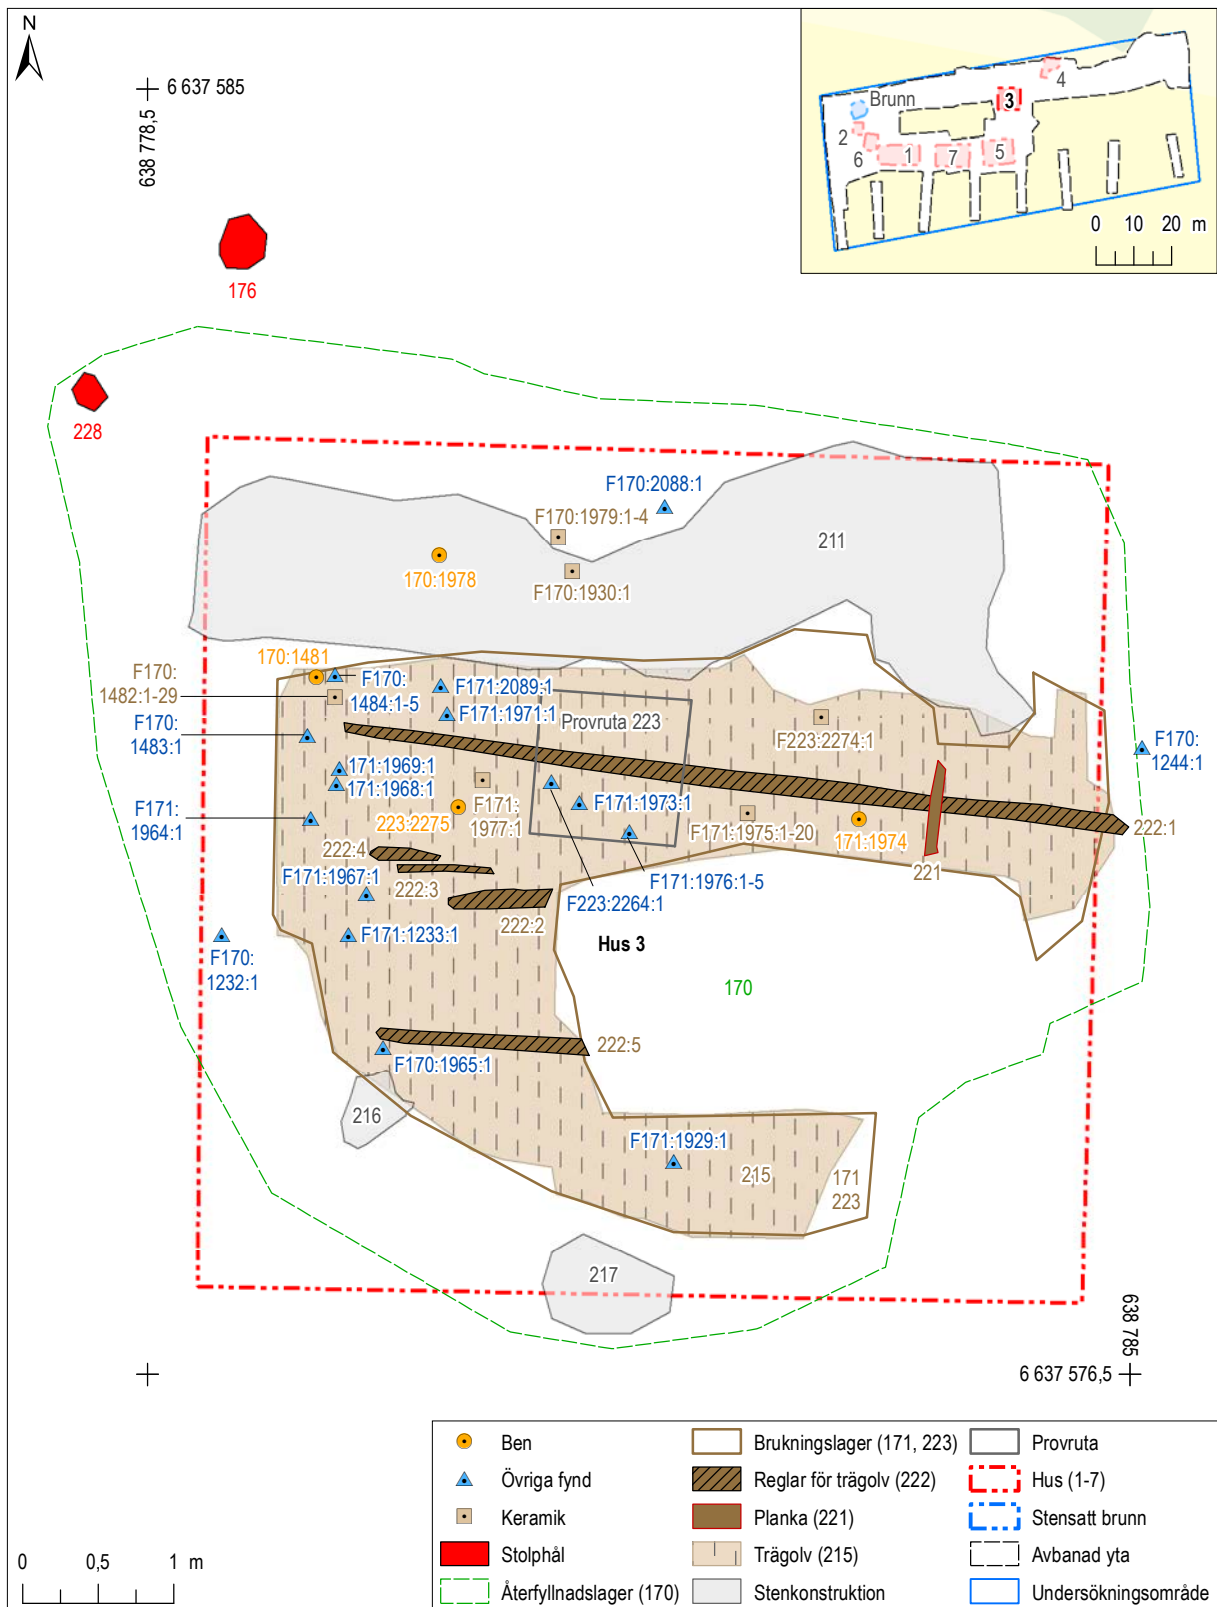 N
6 637 585
638 778,5
Brunn
4
3
2
6
1
7
5
0 10 20 m
176
228
F170:2088:1
F170:1979:1-4
211
170:1978
F170:1930:1
170:1481
F170:
1482:1-29
F170:
1484:1-5
F171:2089:1
F171:1971:1
Provruta 223
F170:
1483:1
F223:2274:1
F170:
1244:1
171:1969:1
171:1968:1
F171:
1964:1
F171:
1977:1
223:2275
F171:1973:1
F171:1975:1-20
171:1974
222:1
222:4
F171:1967:1
222:3
221
F171:1976:1-5
F223:2264:1
222:2
F171:1233:1
Hus 3
F170:
1232:1
170
222:5
F170:1965:1
216
F171:1929:1
215
171
223
217
638 785
6 637 576,5
Ben
Övriga fynd
Keramik
Stolphål
Återfyllnadslager (170)
Brukningslager (171, 223)
Reglar för trägolv (222)
Planka (221)
Trägolv (215)
Stenkonstruktion
Provruta
Hus (1-7)
Stensatt brunn
Avbanad yta
Undersökningsområde
0 0,5 1 m